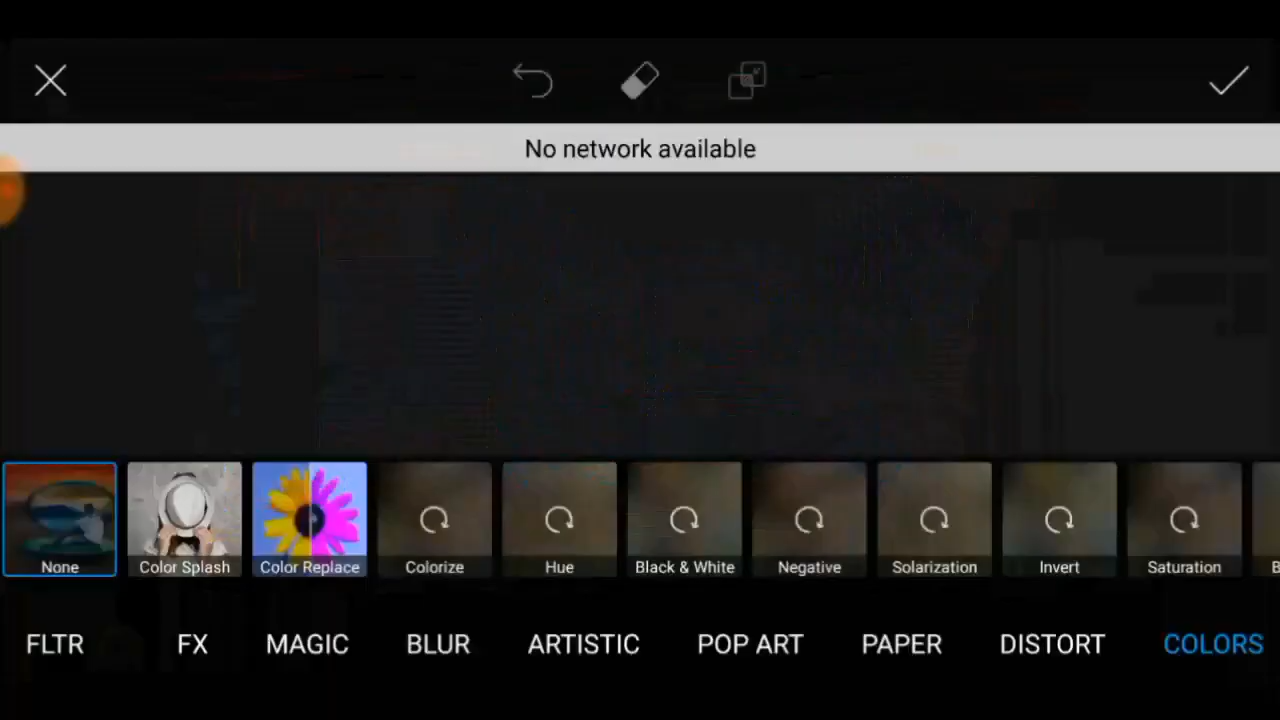 No network available
None
Color Splash
Color Replace
Colorize
Hue
Black & White
Negative
Solarization
Invert
Saturation
FLTR
FX
MAGIC
BLUR
ARTISTIC
POP ART
PAPER
DISTORT
COLORS